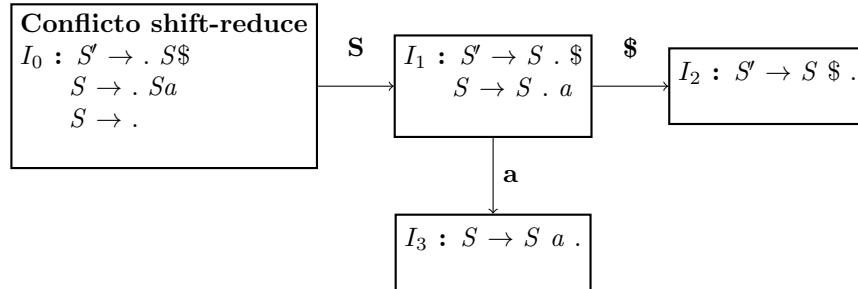 Conflicto shift-reduce
I₀ : S′ → . S$
S → . Sa
S → .
S
I₁ : S′ → S . $
S → S . a
$
I₂ : S′ → S $ .
a
I₃ : S → S a .